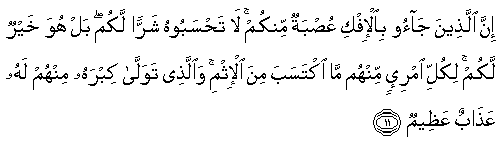 إِنَّ ٱلَّذِينَ جَآءُو بِٱلْإِفْكِ عُصْبَةٌ مِّنكُمْ ۚ لَا تَحْسَبُوهُ شَرًّا لَّكُم ۖ بَلْ هُوَ خَيْرٌ
لَّكُمْ ۚ لِكُلِّ ٱمْرِئٍ مِّنْهُم مَّا ٱكْتَسَبَ مِنَ ٱلْإِثْمِ ۚ وَٱلَّذِى تَوَلَّىٰ كِبْرَهُۥ مِنْهُمْ لَهُۥ
عَذَابٌ عَظِيمٌ ﴿١١﴾